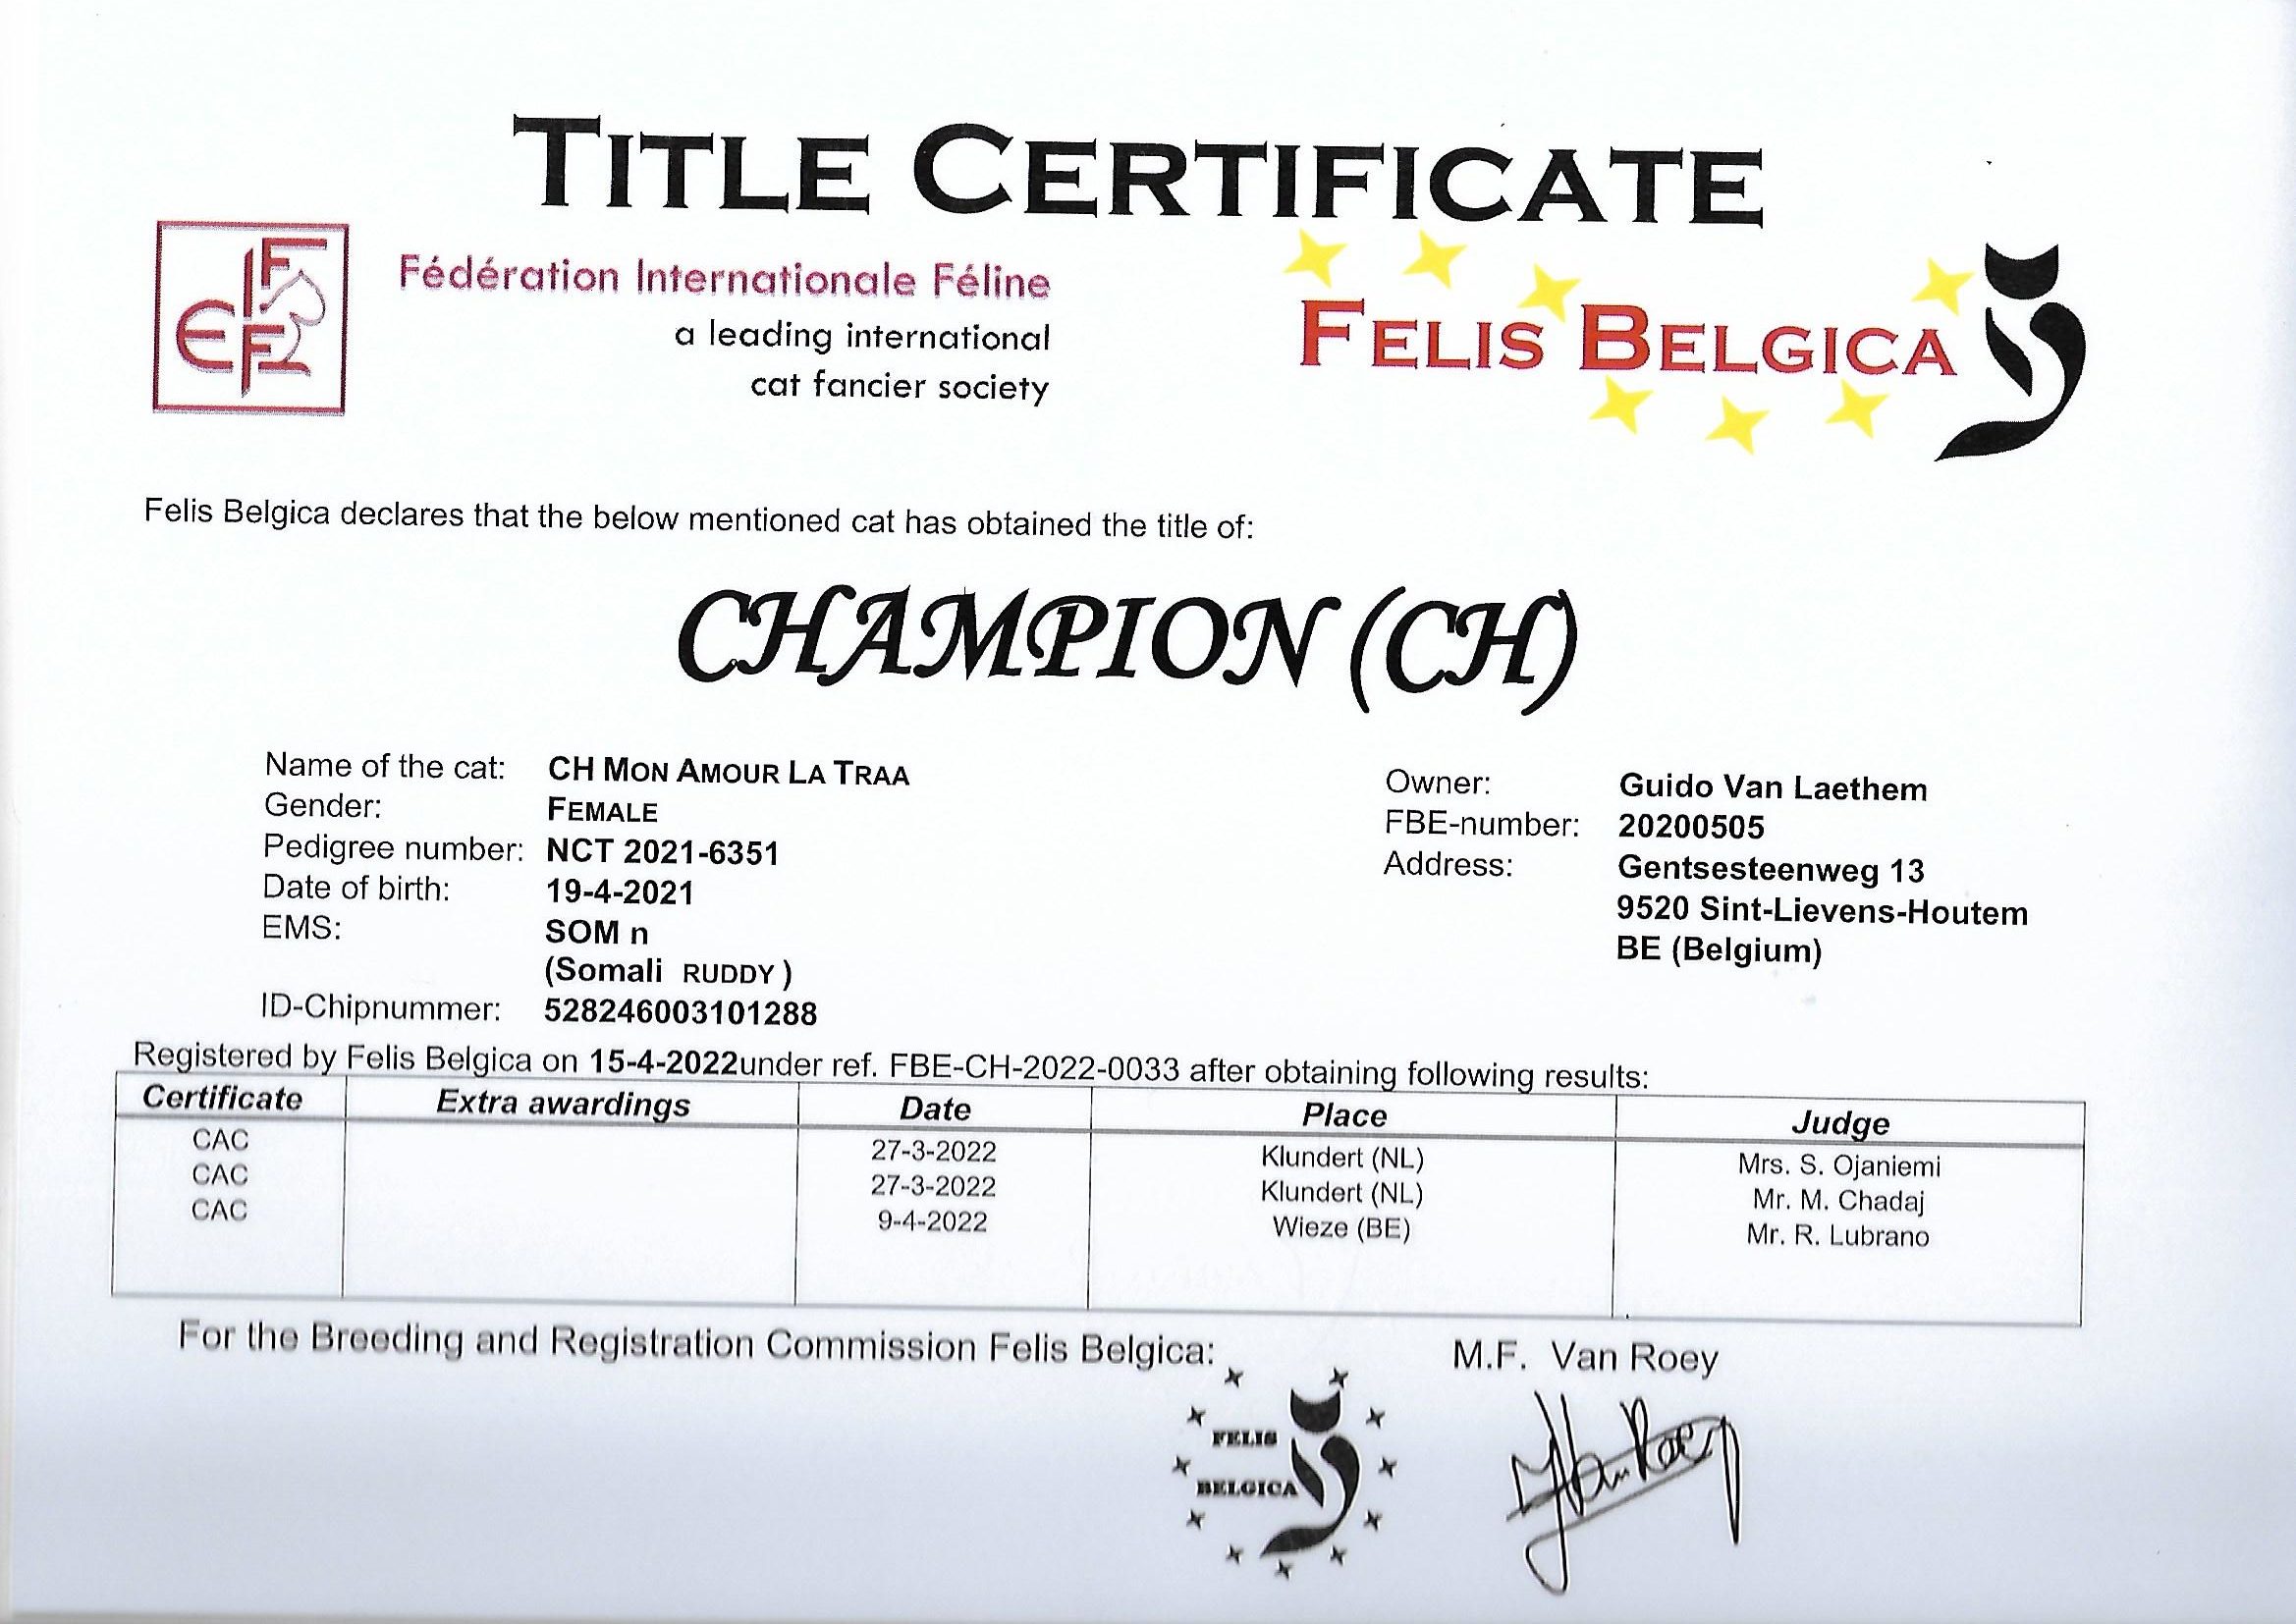 TITLE CERTIFICATE
FIFe
Fédération Internationale Féline
a leading international
cat fancier society
FELIS BELGICA
Felis Belgica declares that the below mentioned cat has obtained the title of:
CHAMPION (CH)
Name of the cat: CH MON AMOUR LA TRAA
Gender: FEMALE
Pedigree number: NCT 2021-6351
Date of birth: 19-4-2021
EMS: SOM n
(Somali RUDDY )
ID-Chipnummer: 528246003101288
Owner: Guido Van Laethem
FBE-number: 20200505
Address: Gentsesteenweg 13
9520 Sint-Lievens-Houtem
BE (Belgium)
Registered by Felis Belgica on 15-4-2022under ref. FBE-CH-2022-0033 after obtaining following results:
Certificate Extra awardings Date Place Judge
CAC 27-3-2022 Klundert (NL) Mrs. S. Ojaniemi
CAC 27-3-2022 Klundert (NL) Mr. M. Chadaj
CAC 9-4-2022 Wieze (BE) Mr. R. Lubrano
For the Breeding and Registration Commission Felis Belgica: M.F. Van Roey
FELIS
BELGICA